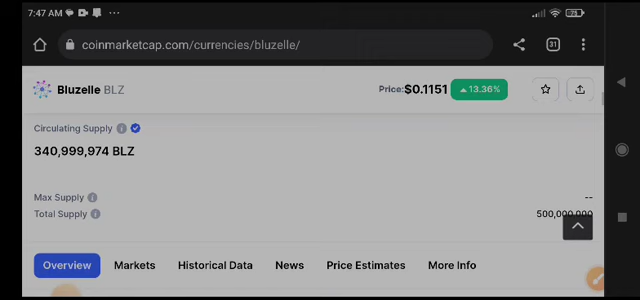 7:47 AM
coinmarketcap.com/currencies/bluzelle/
31
Bluzelle BLZ
Price:$0.1151
13.36%
Circulating Supply
340,999,974 BLZ
Max Supply
--
Total Supply
500,000,000
Overview
Markets
Historical Data
News
Price Estimates
More Info